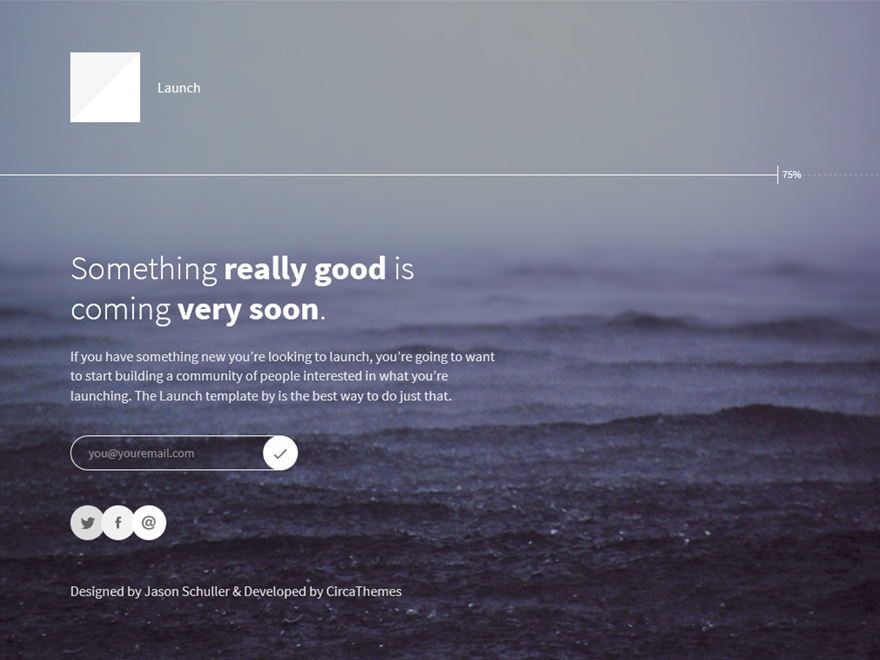 Launch
75%
Something really good is
coming very soon.
If you have something new you’re looking to launch, you’re going to want
to start building a community of people interested in what you’re
launching. The Launch template by is the best way to do just that.
you@youremail.com
f
@
Designed by Jason Schuller & Developed by CircaThemes